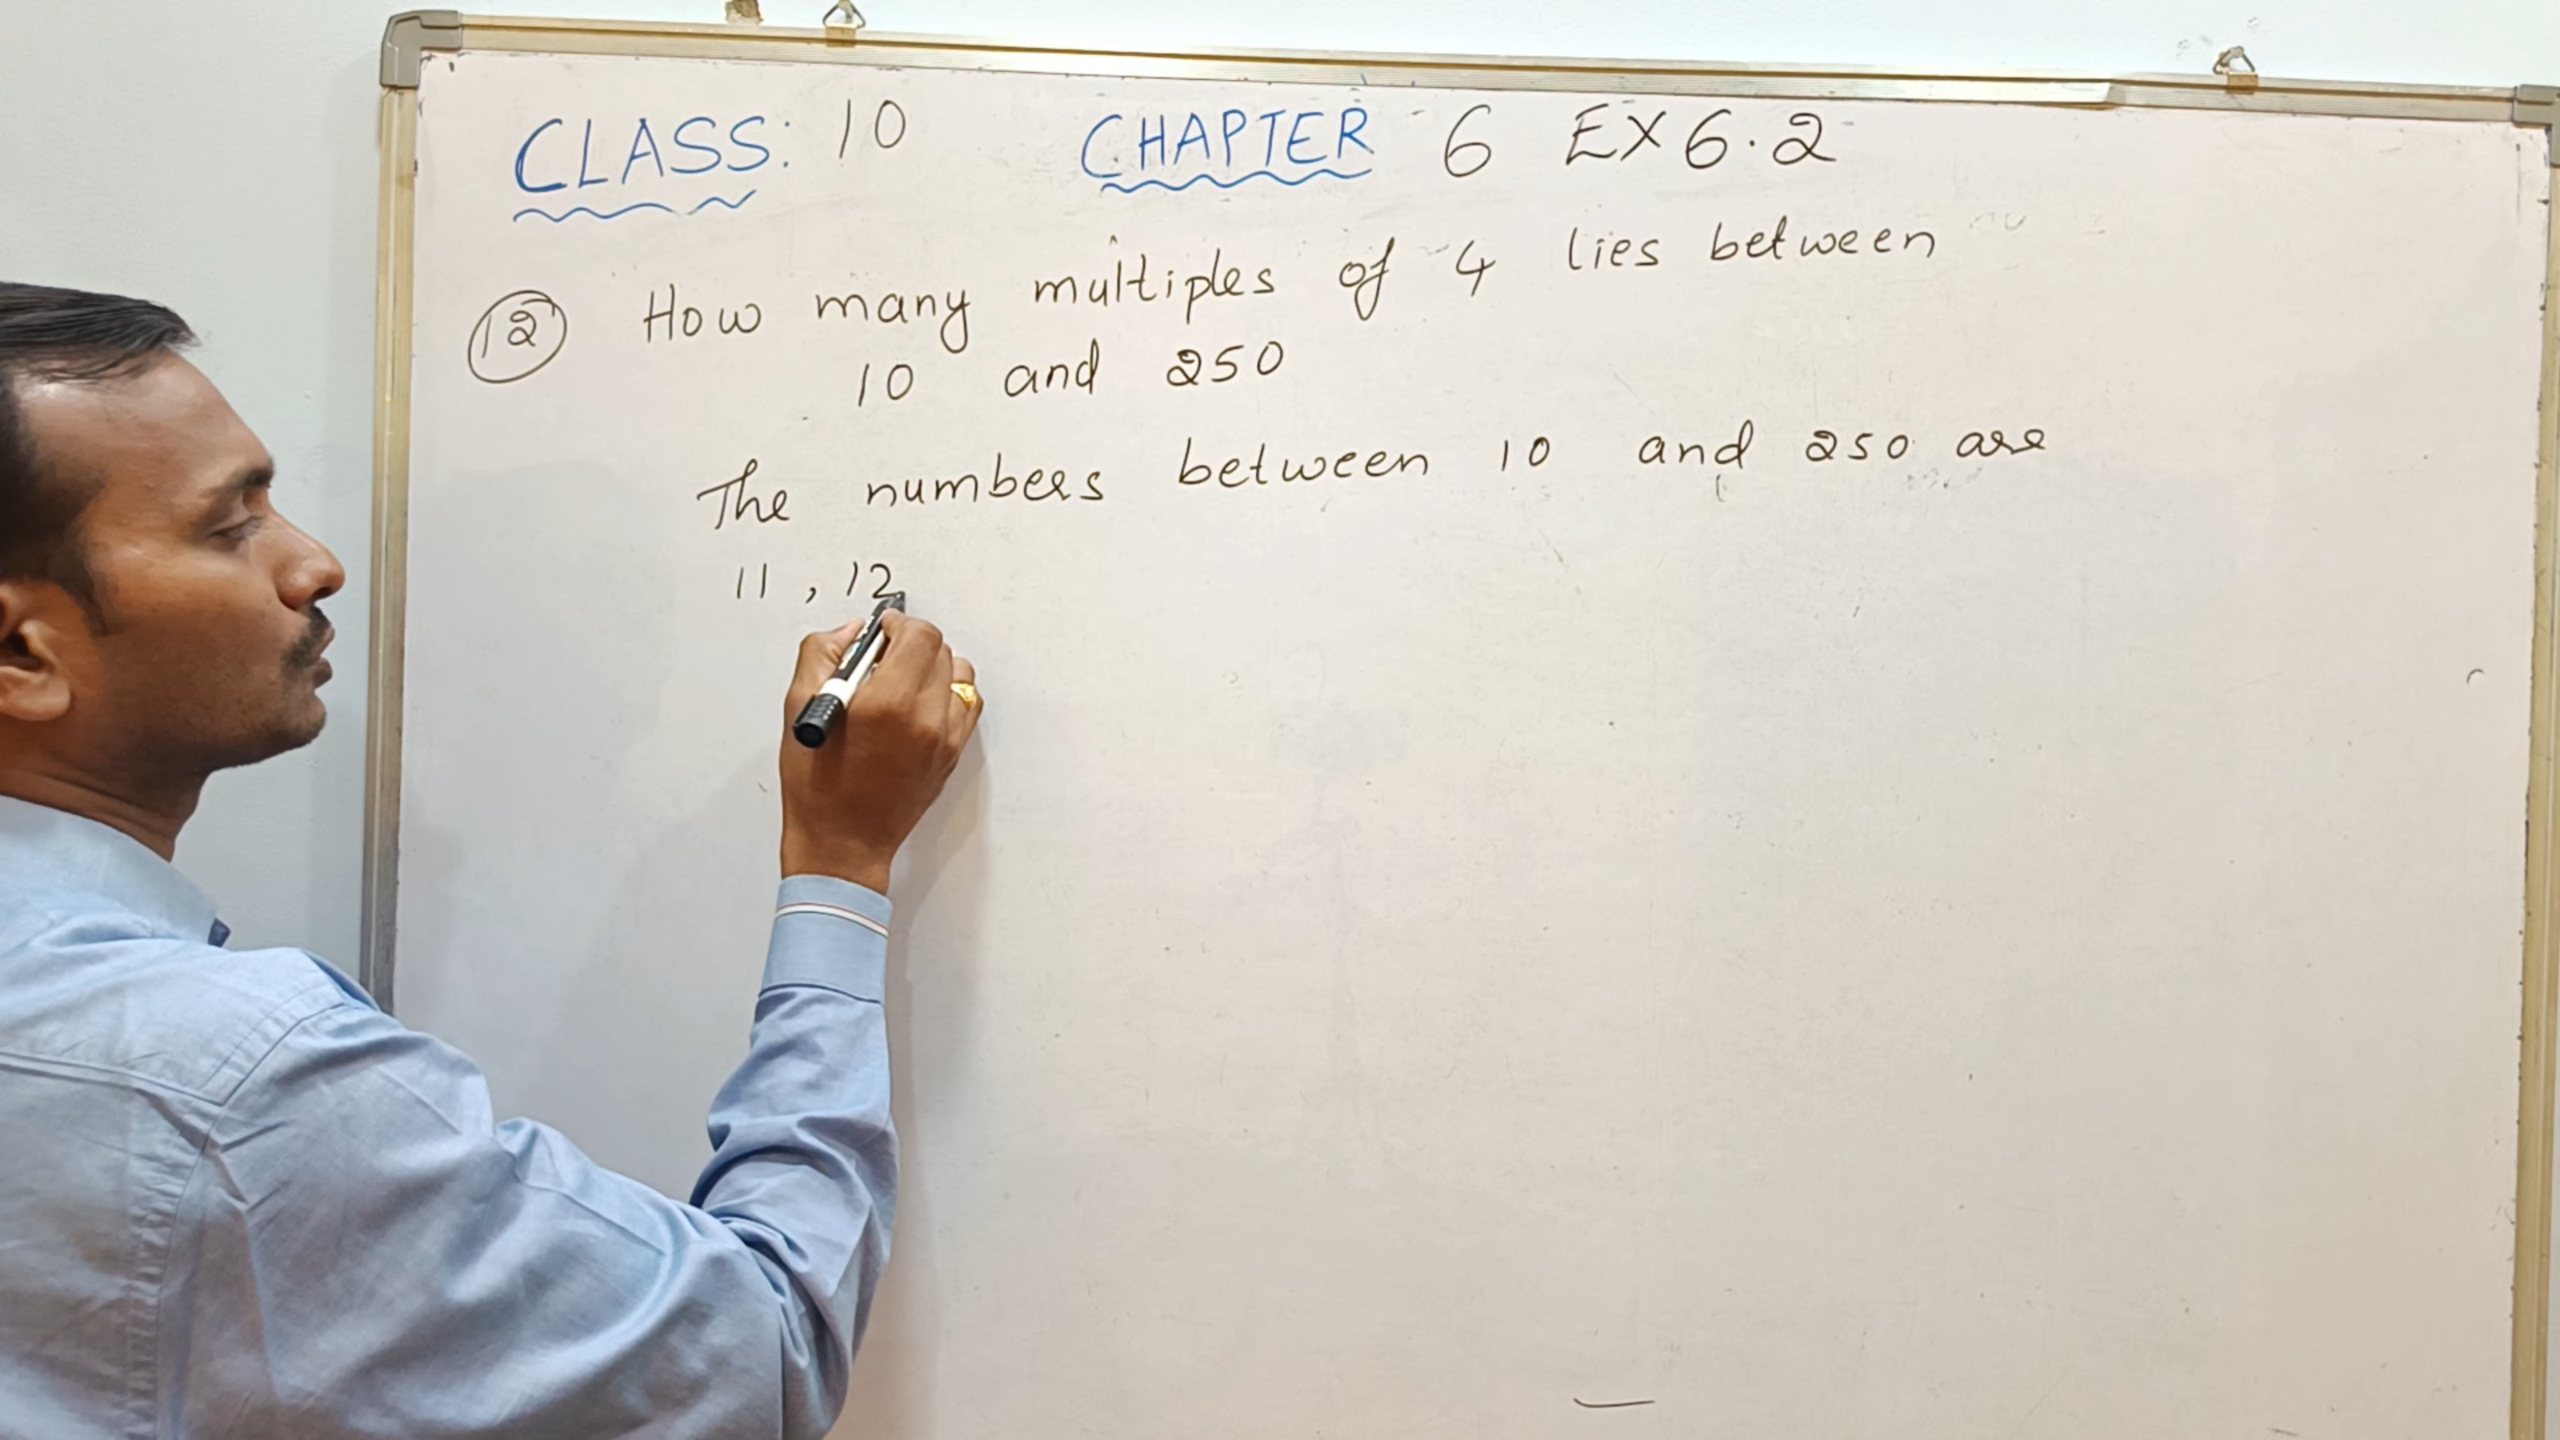 CLASS: 10 CHAPTER 6 EX 6.2
12 How many multiples of 4 lies between
10 and 250
The numbers between 10 and 250 are
11, 12